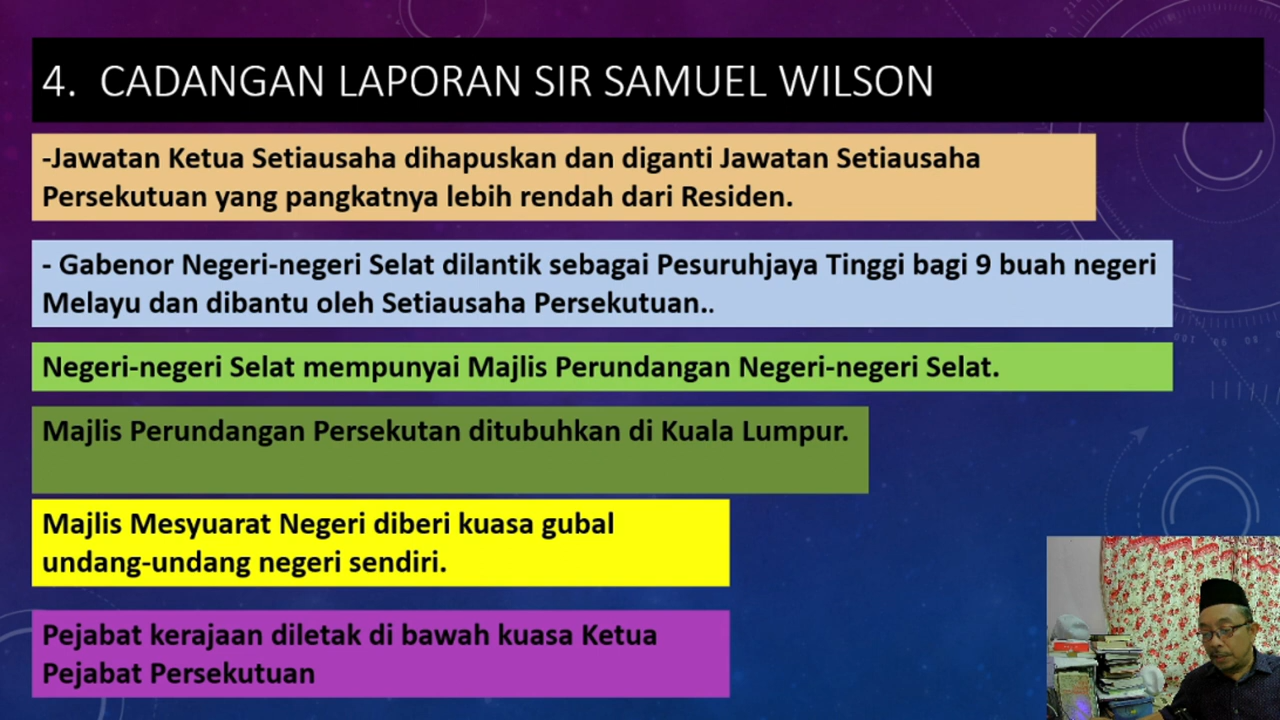 4. CADANGAN LAPORAN SIR SAMUEL WILSON
-Jawatan Ketua Setiausaha dihapuskan dan diganti Jawatan Setiausaha
Persekutuan yang pangkatnya lebih rendah dari Residen.
- Gabenor Negeri-negeri Selat dilantik sebagai Pesuruhjaya Tinggi bagi 9 buah negeri
Melayu dan dibantu oleh Setiausaha Persekutuan..
Negeri-negeri Selat mempunyai Majlis Perundangan Negeri-negeri Selat.
Majlis Perundangan Persekutan ditubuhkan di Kuala Lumpur.
Majlis Mesyuarat Negeri diberi kuasa gubal
undang-undang negeri sendiri.
Pejabat kerajaan diletak di bawah kuasa Ketua
Pejabat Persekutuan